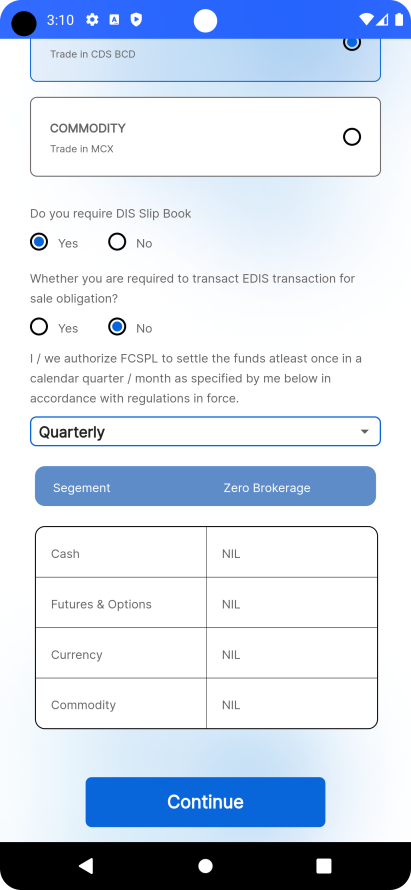 3:10
Trade in CDS BCD
COMMODITY
Trade in MCX
Do you require DIS Slip Book
Yes No
Whether you are required to transact EDIS transaction for
sale obligation?
Yes No
I / we authorize FCSPL to settle the funds atleast once in a
calendar quarter / month as specified by me below in
accordance with regulations in force.
Quarterly
Segement Zero Brokerage
Cash NIL
Futures & Options NIL
Currency NIL
Commodity NIL
Continue